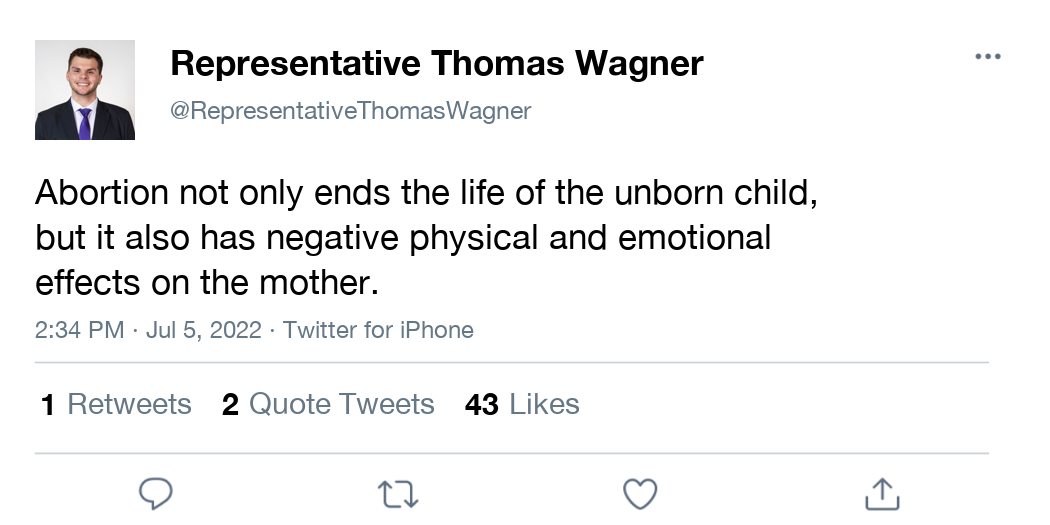 Representative Thomas Wagner
@RepresentativeThomasWagner
Abortion not only ends the life of the unborn child,
but it also has negative physical and emotional
effects on the mother.
2:34 PM · Jul 5, 2022 · Twitter for iPhone
1 Retweets 2 Quote Tweets 43 Likes